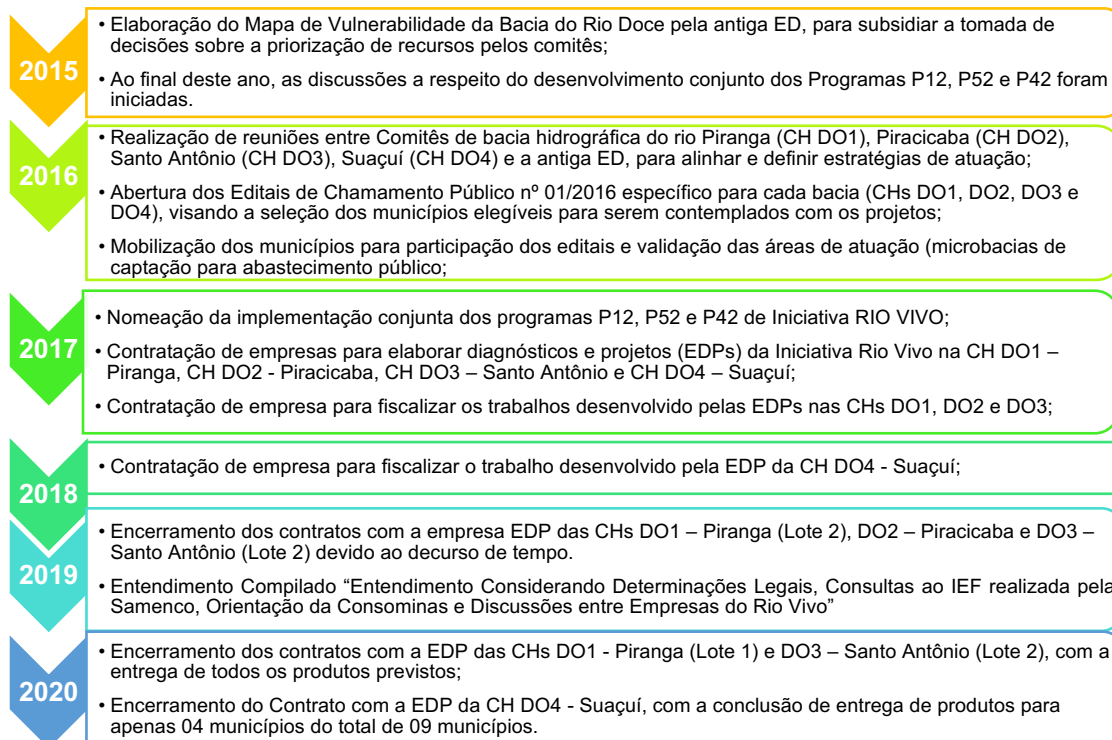 2015
• Elaboração do Mapa de Vulnerabilidade da Bacia do Rio Doce pela antiga ED, para subsidiar a tomada de
decisões sobre a priorização de recursos pelos comitês;
• Ao final deste ano, as discussões a respeito do desenvolvimento conjunto dos Programas P12, P52 e P42 foram
iniciadas.
2016
• Realização de reuniões entre Comitês de bacia hidrográfica do rio Piranga (CH DO1), Piracicaba (CH DO2),
Santo Antônio (CH DO3), Suaçuí (CH DO4) e a antiga ED, para alinhar e definir estratégias de atuação;
• Abertura dos Editais de Chamamento Público nº 01/2016 específico para cada bacia (CHs DO1, DO2, DO3 e
DO4), visando a seleção dos municípios elegíveis para serem contemplados com os projetos;
• Mobilização dos municípios para participação dos editais e validação das áreas de atuação (microbacias de
captação para abastecimento público;
2017
• Nomeação da implementação conjunta dos programas P12, P52 e P42 de Iniciativa RIO VIVO;
• Contratação de empresas para elaborar diagnósticos e projetos (EDPs) da Iniciativa Rio Vivo na CH DO1 –
Piranga, CH DO2 - Piracicaba, CH DO3 – Santo Antônio e CH DO4 – Suaçuí;
• Contratação de empresa para fiscalizar os trabalhos desenvolvido pelas EDPs nas CHs DO1, DO2 e DO3;
2018
• Contratação de empresa para fiscalizar o trabalho desenvolvido pela EDP da CH DO4 - Suaçuí;
2019
• Encerramento dos contratos com a empresa EDP das CHs DO1 – Piranga (Lote 2), DO2 – Piracicaba e DO3 –
Santo Antônio (Lote 2) devido ao decurso de tempo.
• Entendimento Compilado “Entendimento Considerando Determinações Legais, Consultas ao IEF realizada pela
Samenco, Orientação da Consominas e Discussões entre Empresas do Rio Vivo”
2020
• Encerramento dos contratos com a EDP das CHs DO1 - Piranga (Lote 1) e DO3 – Santo Antônio (Lote 2), com a
entrega de todos os produtos previstos;
• Encerramento do Contrato com a EDP da CH DO4 - Suaçuí, com a conclusão de entrega de produtos para
apenas 04 municípios do total de 09 municípios.